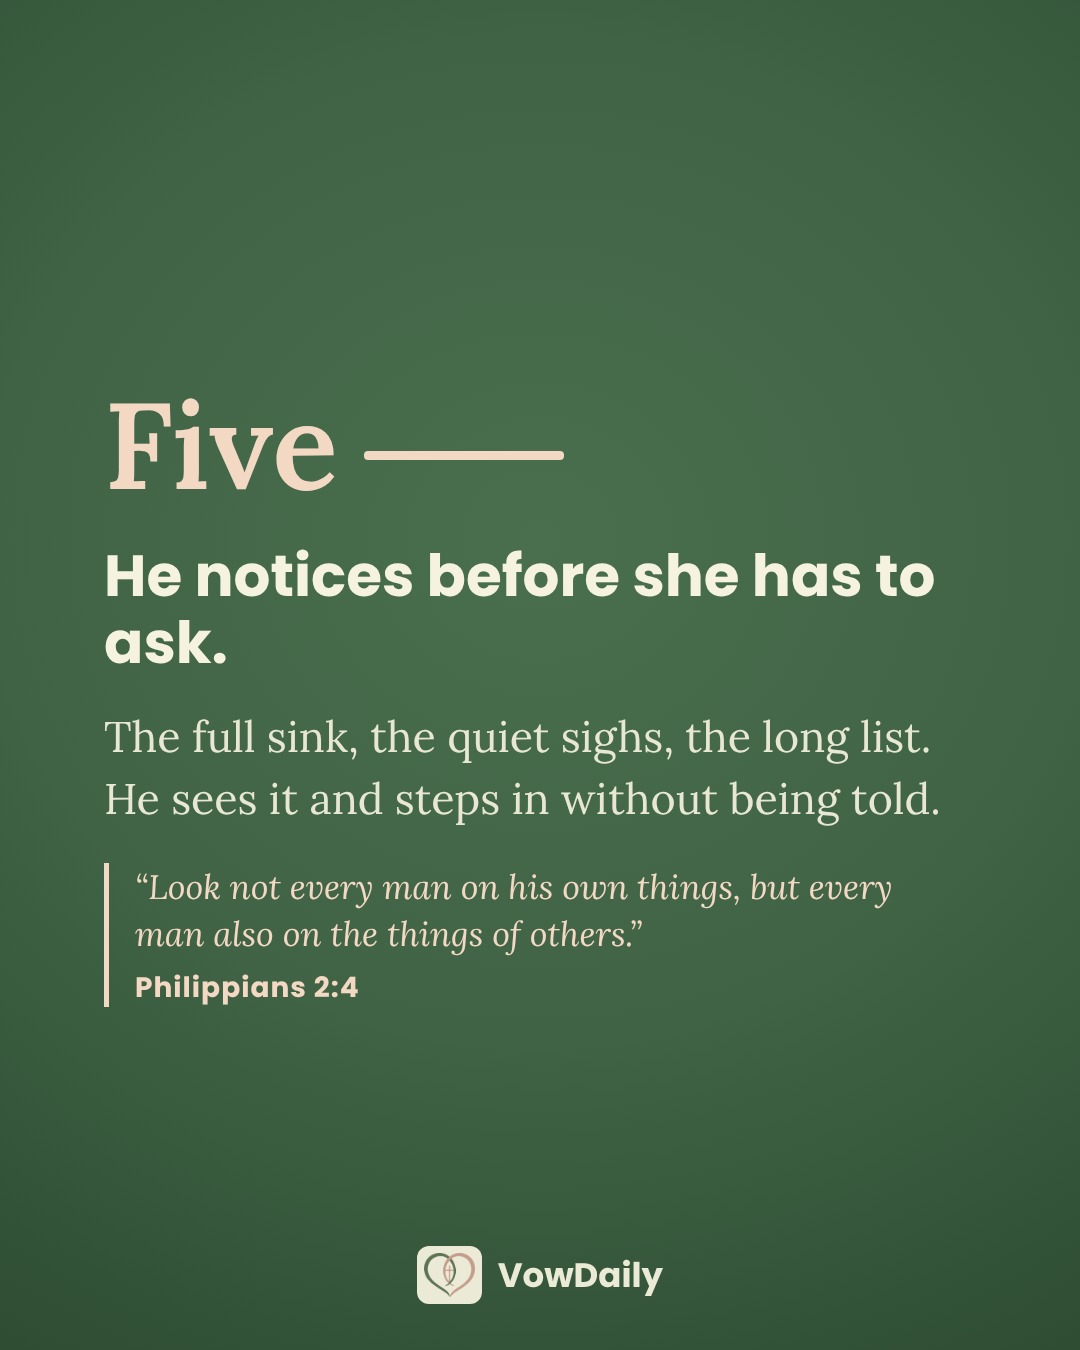 Five
He notices before she has to
ask.
The full sink, the quiet sighs, the long list.
He sees it and steps in without being told.
“Look not every man on his own things, but every
man also on the things of others.”
Philippians 2:4
VowDaily